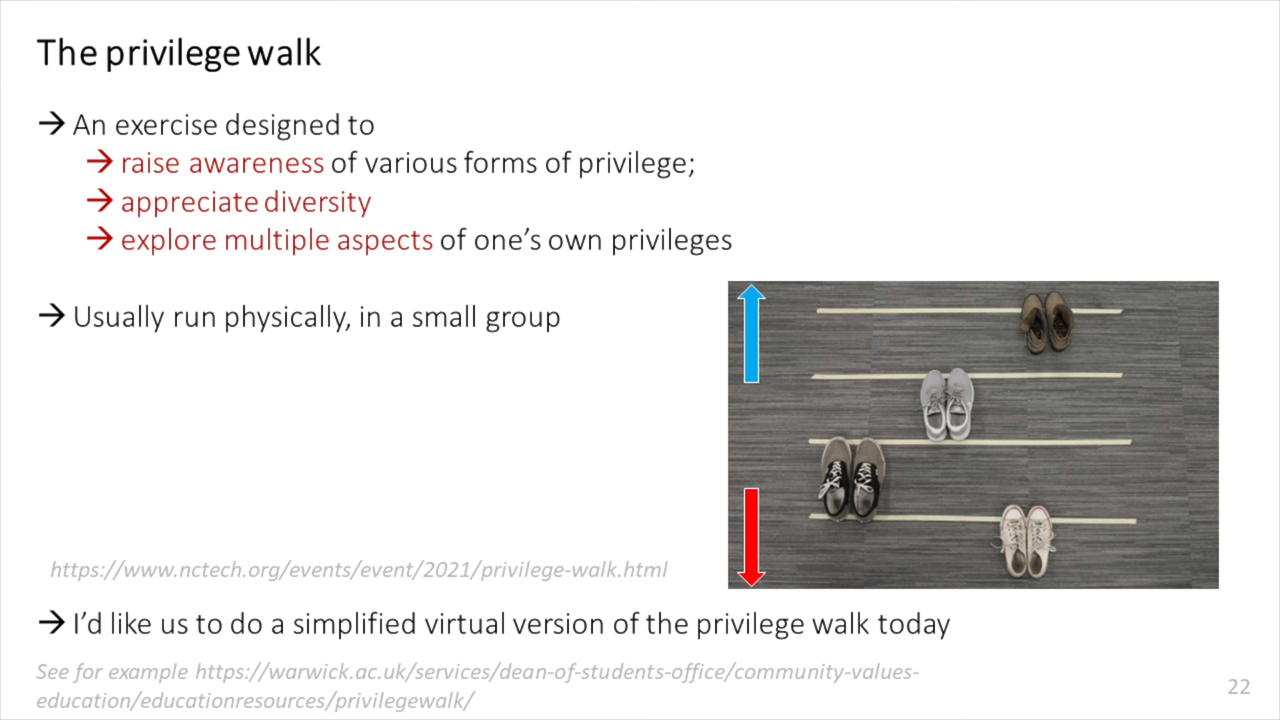 The privilege walk
→ An exercise designed to
→ raise awareness of various forms of privilege;
→ appreciate diversity
→ explore multiple aspects of one's own privileges
→ Usually run physically, in a small group
https://www.nctech.org/events/event/2021/privilege-walk.html
→ I'd like us to do a simplified virtual version of the privilege walk today
See for example https://warwick.ac.uk/services/dean-of-students-office/community-values-
education/educationresources/privilegewalk/
22